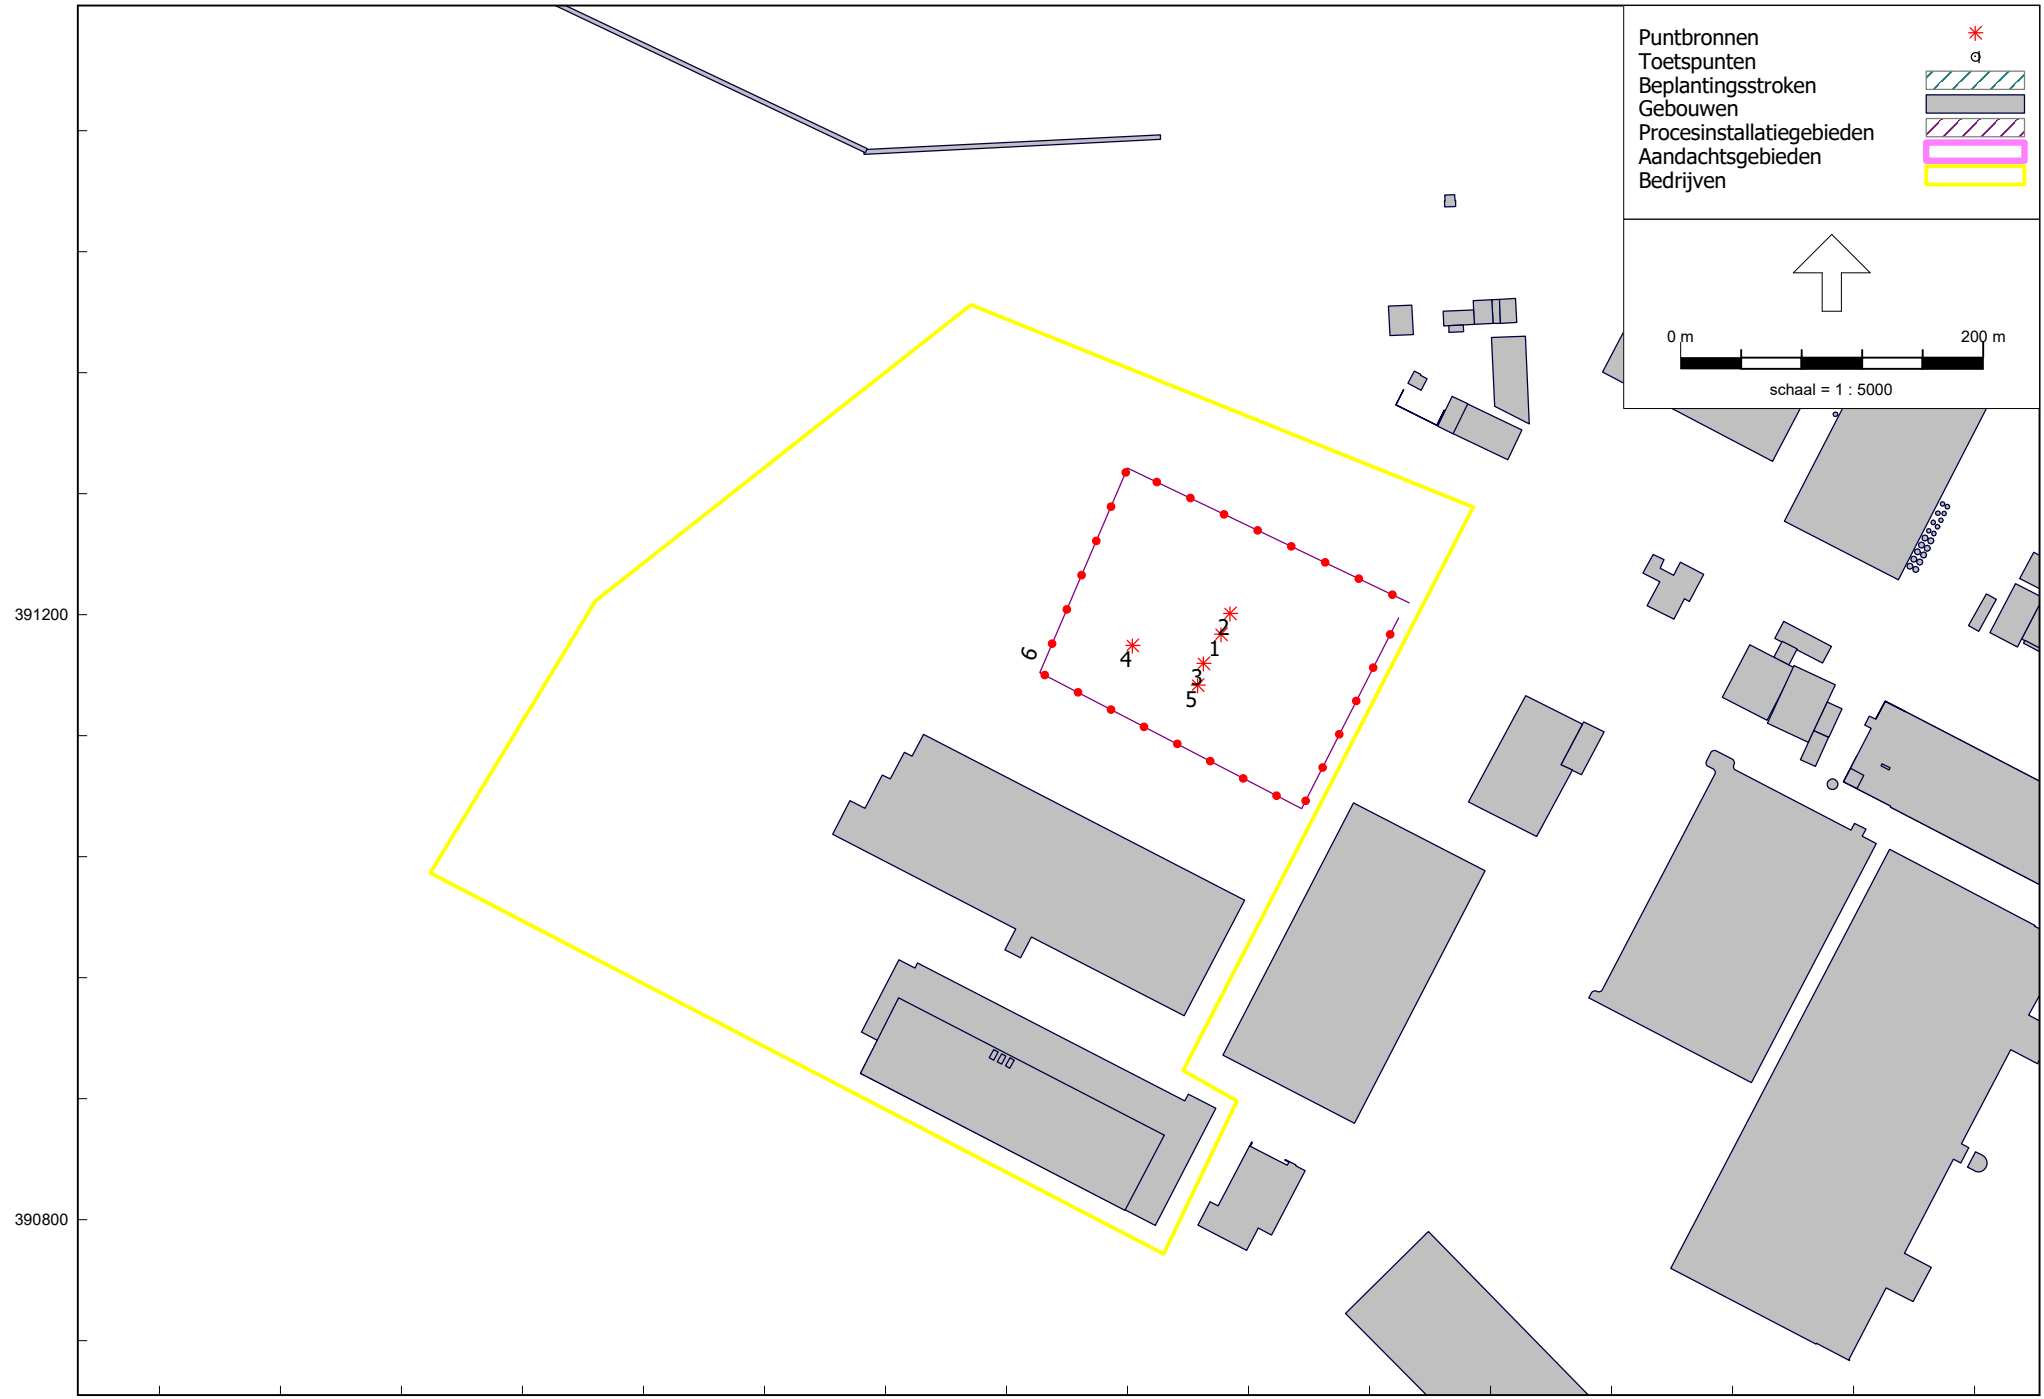 Puntbronnen
Toetspunten
Beplantingsstroken
Gebouwen
Procesinstallatiegebieden
Aandachtsgebieden
Bedrijven
0 m 200 m
schaal = 1 : 5000
391200
2
1
6
4
3
5
390800